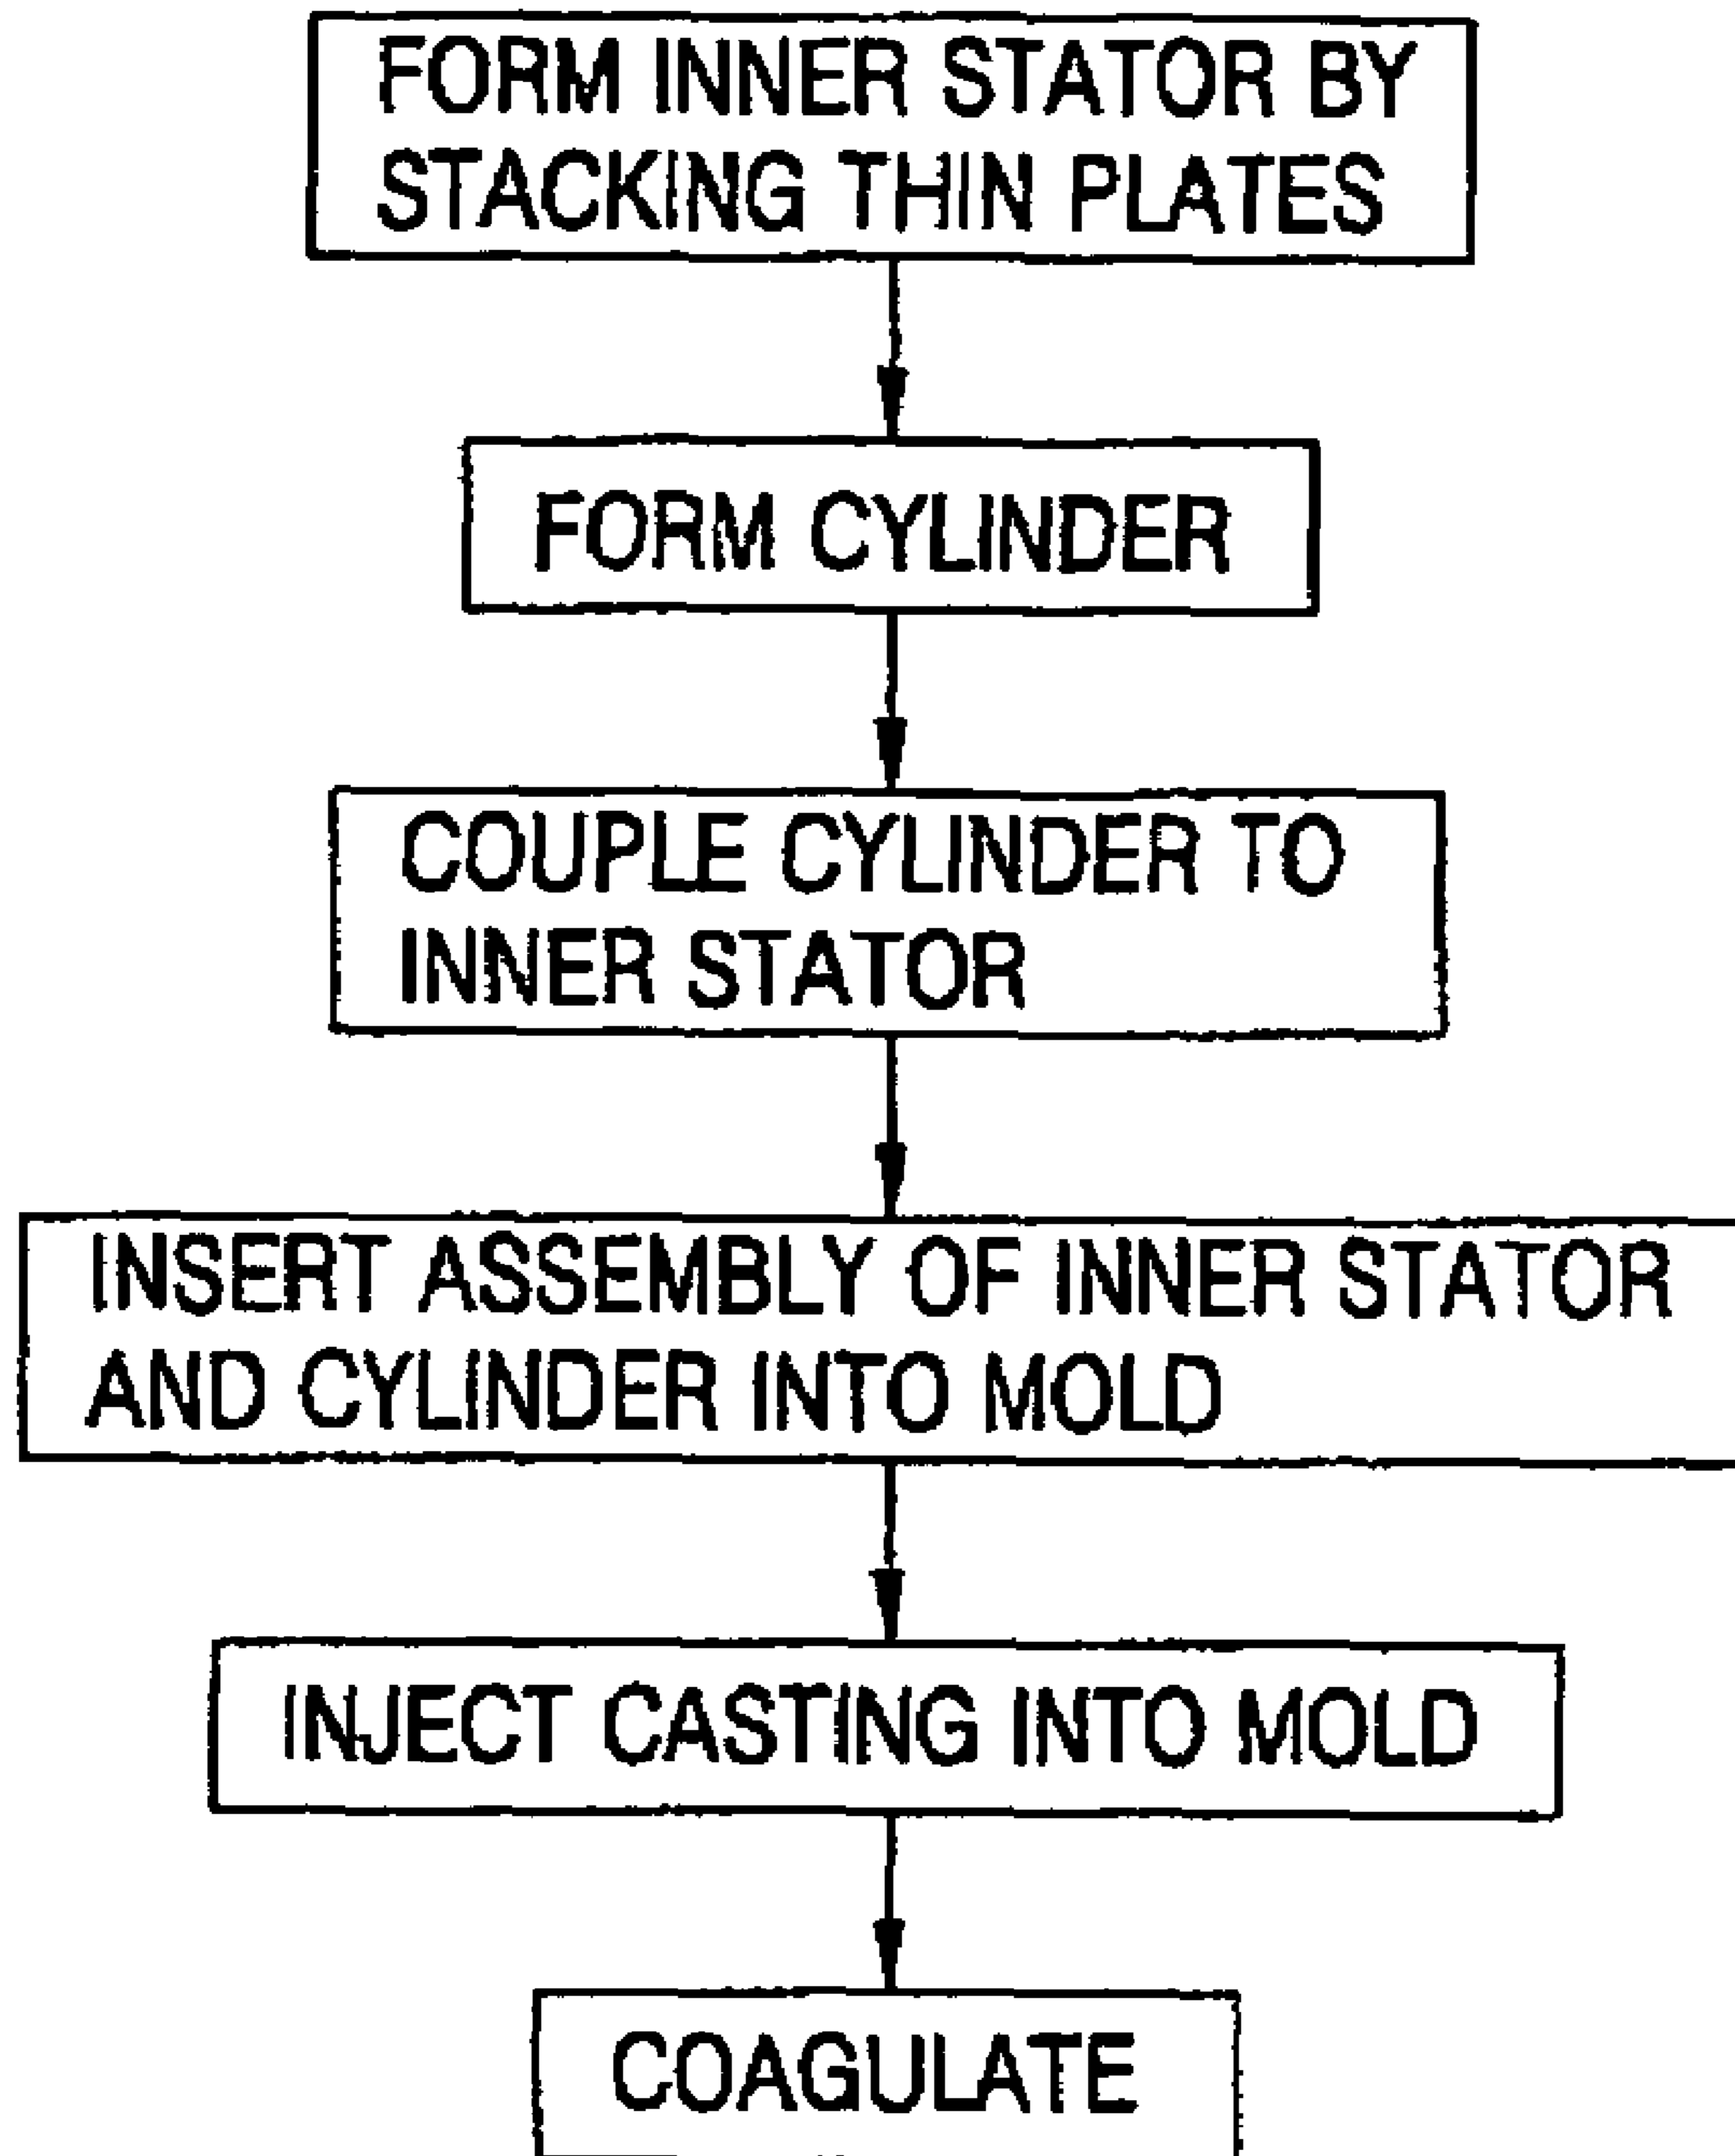 FORM INNER STATOR BY
STACKING THIN PLATES
FORM CYLINDER
COUPLE CYLINDER TO
INNER STATOR
INSERT ASSEMBLY OF INNER STATOR
AND CYLINDER INTO MOLD
INJECT CASTING INTO MOLD
COAGULATE